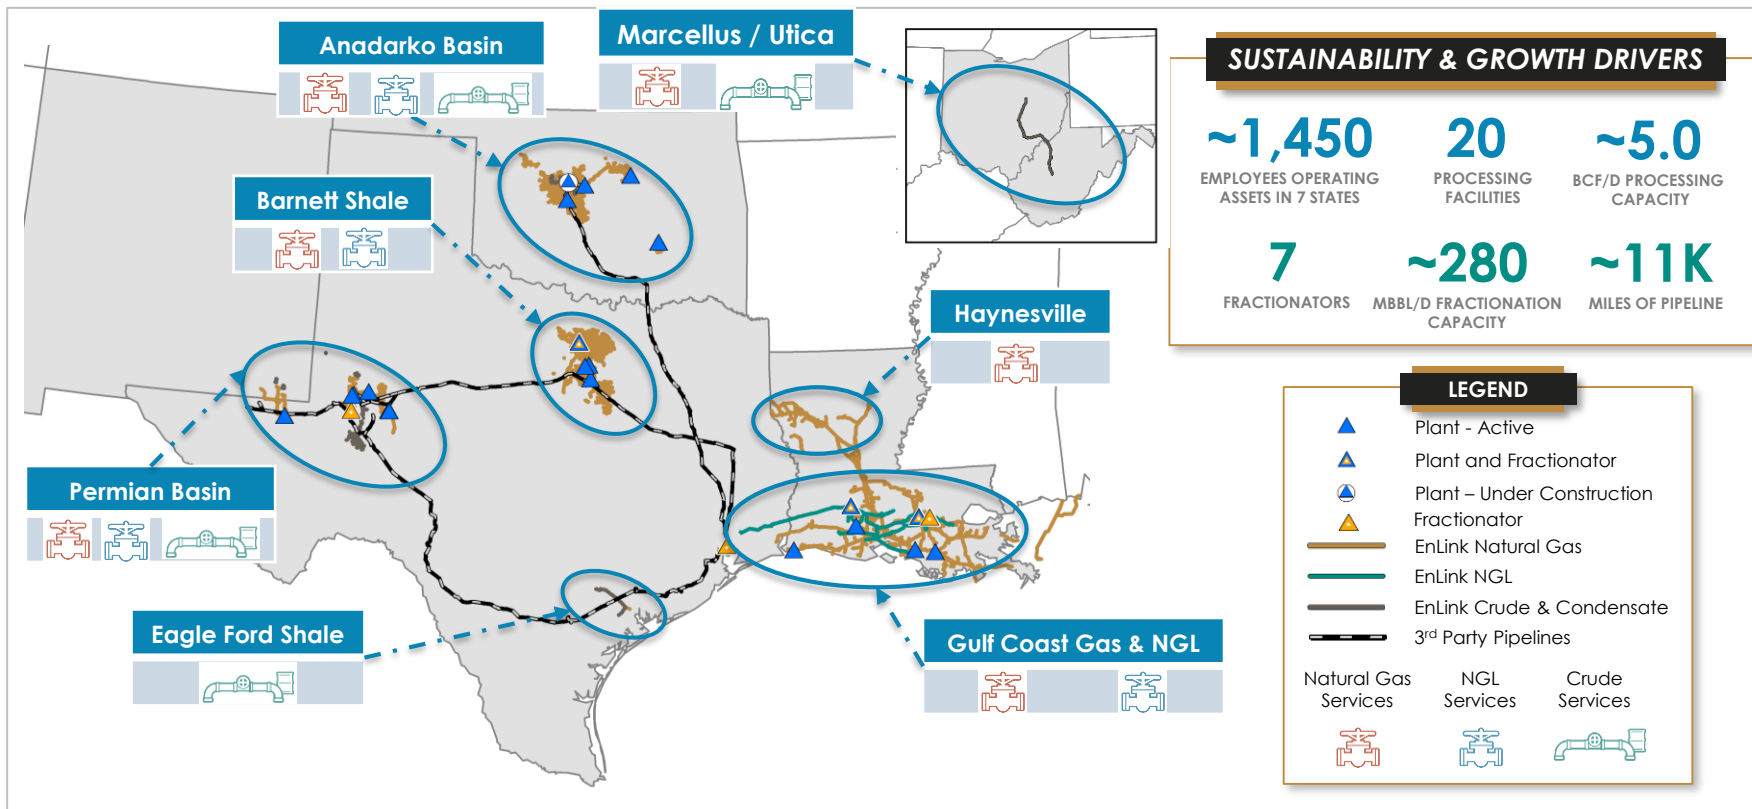 Anadarko Basin
Marcellus / Utica
Barnett Shale
Haynesville
Permian Basin
Eagle Ford Shale
Gulf Coast Gas & NGL
SUSTAINABILITY & GROWTH DRIVERS
~1,450
EMPLOYEES OPERATING
ASSETS IN 7 STATES
20
PROCESSING
FACILITIES
~5.0
BCF/D PROCESSING
CAPACITY
7
FRACTIONATORS
~280
MBBL/D FRACTIONATION
CAPACITY
~11K
MILES OF PIPELINE
LEGEND
Plant - Active
Plant and Fractionator
Plant – Under Construction
Fractionator
EnLink Natural Gas
EnLink NGL
EnLink Crude & Condensate
3rd Party Pipelines
Natural Gas
Services
NGL
Services
Crude
Services